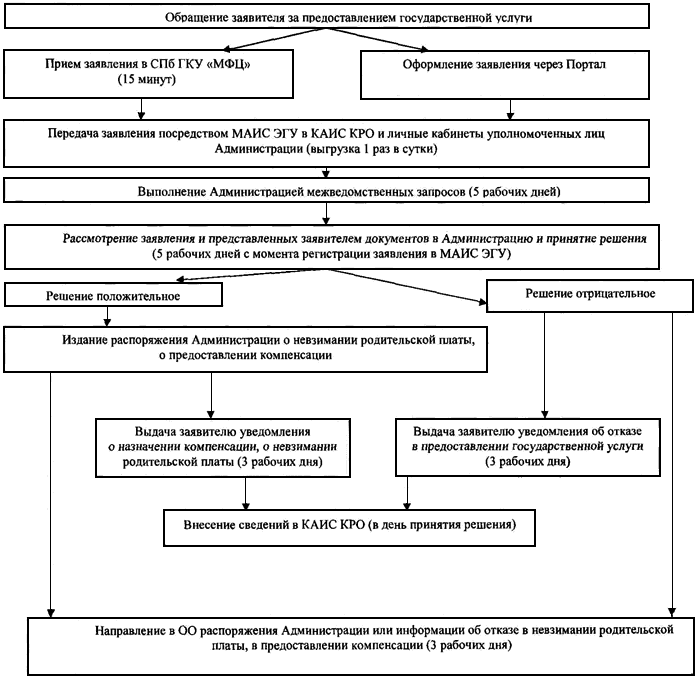 Обращение заявителя за предоставлением государственной услуги
Прием заявления в СПб ГКУ «МФЦ»
(15 минут)
Оформление заявления через Портал
Передача заявления посредством МАИС ЭГУ в КАИС КРО и личные кабинеты уполномоченных лиц
Администрации (выгрузка 1 раз в сутки)
Выполнение Администрацией межведомственных запросов (5 рабочих дней)
Рассмотрение заявления и представленных заявителем документов в Администрацию и принятие решения
(5 рабочих дней с момента регистрации заявления в МАИС ЭГУ)
Решение положительное
Решение отрицательное
Издание распоряжения Администрации о невзимании родительской платы,
о предоставлении компенсации
Выдача заявителю уведомления
о назначении компенсации, о невзимании
родительской платы (3 рабочих дня)
Выдача заявителю уведомления об отказе
в предоставлении государственной услуги
(3 рабочих дня)
Внесение сведений в КАИС КРО (в день принятия решения)
Направление в ОО распоряжения Администрации или информации об отказе в невзимании родительской
платы, в предоставлении компенсации (3 рабочих дня)